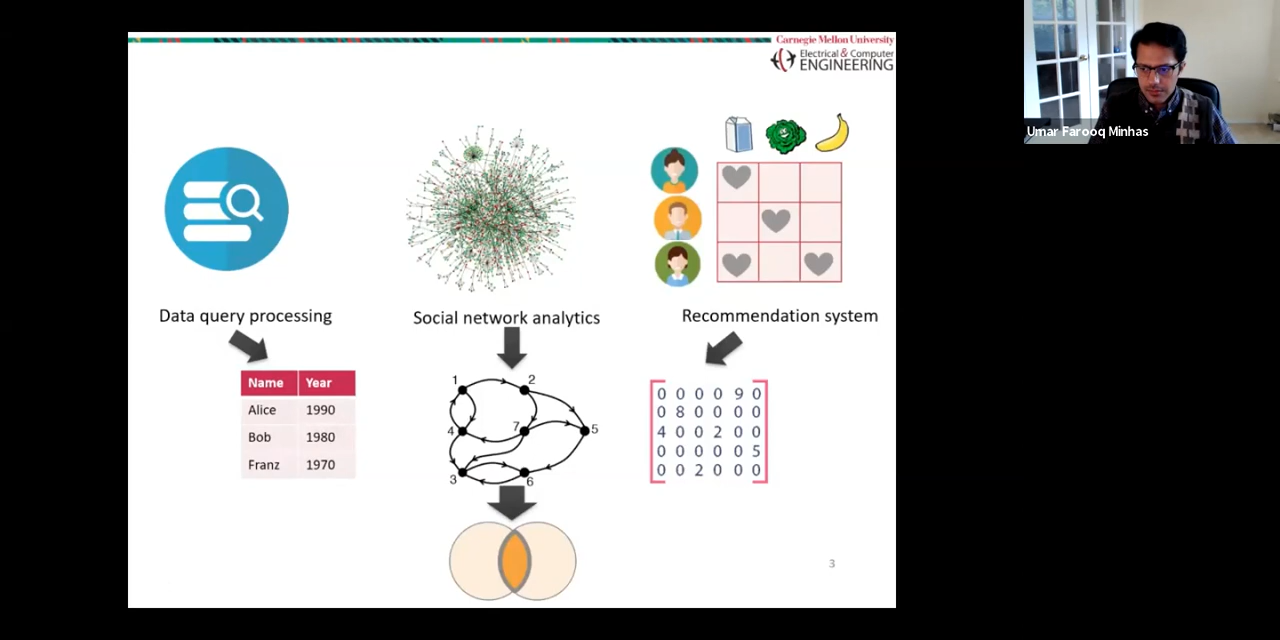 Carnegie Mellon University
Electrical & Computer
ENGINEERING
Umar Farooq Minhas
Data query processing
Social network analytics
Recommendation system
Name Year
Alice 1990
Bob 1980
Franz 1970
1 2
4 7 5
3 6
0 0 0 0 9 0
0 8 0 0 0 0
4 0 0 2 0 0
0 0 0 0 0 5
0 0 2 0 0 0
3